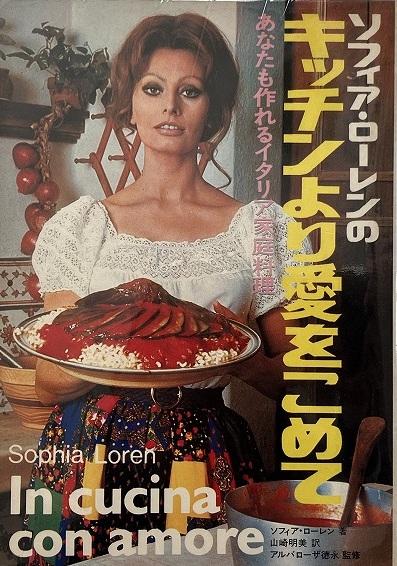 ソフィア・ローレンの
キッチンより愛をこめて
あなたも作れるイタリア家庭料理
Sophia Loren
In cucina
con amore
ソフィア・ローレン 著
山崎明美 訳
アルバローザ徳永 監修